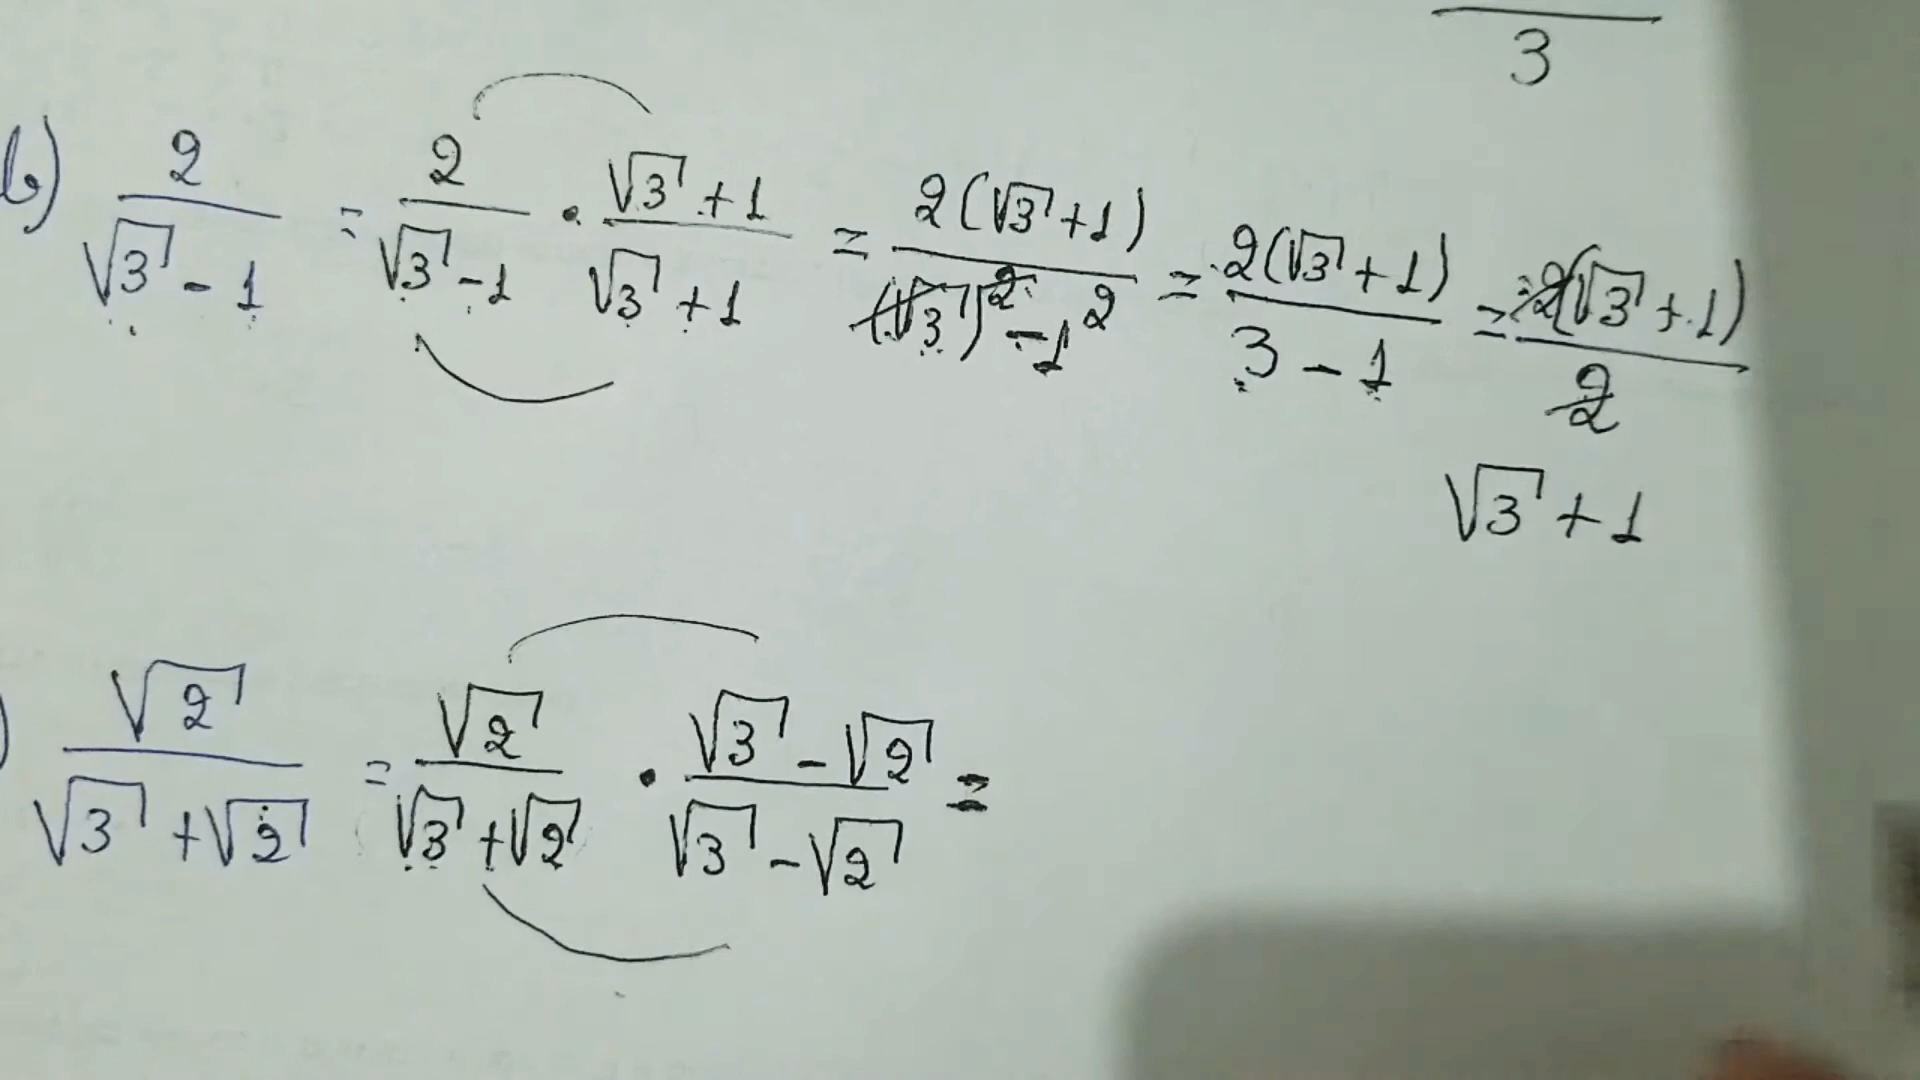 3
b) 2/(√3 - 1) = 2/(√3 - 1) · (√3 + 1)/(√3 + 1) = 2(√3 + 1)/((√3)² - 1²) = 2(√3 + 1)/(3 - 1) = 2(√3 + 1)/2
√3 + 1
) √2/(√3 + √2) = √2/(√3 + √2) · (√3 - √2)/(√3 - √2) =